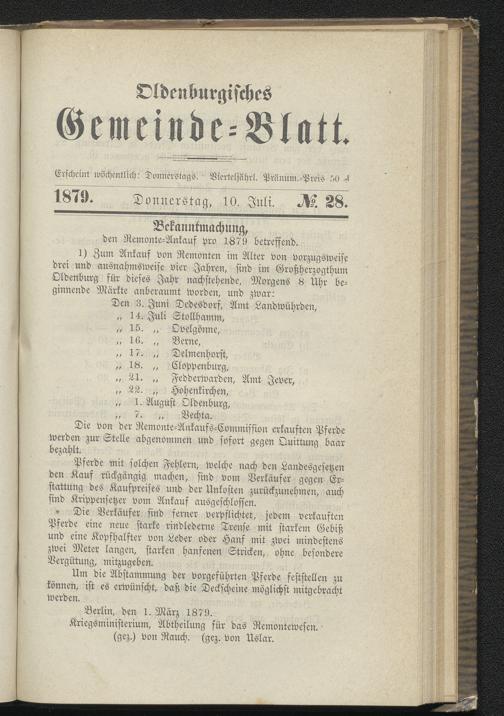 Oldenburgisches
Gemeinde-Blatt.
Erscheint wöchentlich: Donnerstags. Vierteljährl. Pränum.-Preis 50 ₰
1879. Donnerstag, 10. Juli. №. 28.
Bekanntmachung,
den Remonte-Ankauf pro 1879 betreffend.
1) Zum Ankauf von Remonten im Alter von vorzugsweise
drei und ausnahmsweise vier Jahren, sind im Großherzogthum
Oldenburg für dieses Jahr nachstehende, Morgens 8 Uhr be-
ginnende Märkte anberaumt worden, und zwar:
Den 3. Juni Dedesdorf, Amt Landwührden,
„ 14. Juli Stollhamm,
„ 15. „ Ovelgönne,
„ 16. „ Berne,
„ 17. „ Delmenhorst,
„ 18. „ Cloppenburg,
„ 21. „ Fedderwarden, Amt Jever,
„ 22. „ Hohenkirchen,
„ 1. August Oldenburg,
„ 7. „ Vechta.
Die von der Remonte-Ankaufs-Commission erkauften Pferde
werden zur Stelle abgenommen und sofort gegen Quittung baar
bezahlt.
Pferde mit solchen Fehlern, welche nach den Landesgesetzen
den Kauf rückgängig machen, sind vom Verkäufer gegen Er-
stattung des Kaufpreises und der Unkosten zurückzunehmen, auch
sind Krippensetzer vom Ankauf ausgeschlossen.
Die Verkäufer sind ferner verpflichtet, jedem verkauften
Pferde eine neue starke rindlederne Trense mit starkem Gebiß
und eine Kopfhalfter von Leder oder Hanf mit zwei mindestens
zwei Meter langen, starken hanfenen Stricken, ohne besondere
Vergütung, mitzugeben.
Um die Abstammung der vorgeführten Pferde feststellen zu
können, ist es erwünscht, daß die Deckscheine möglichst mitgebracht
werden.
Berlin, den 1. März 1879.
Kriegsministerium, Abtheilung für das Remontewesen.
(gez.) von Rauch. (gez. von Uslar.